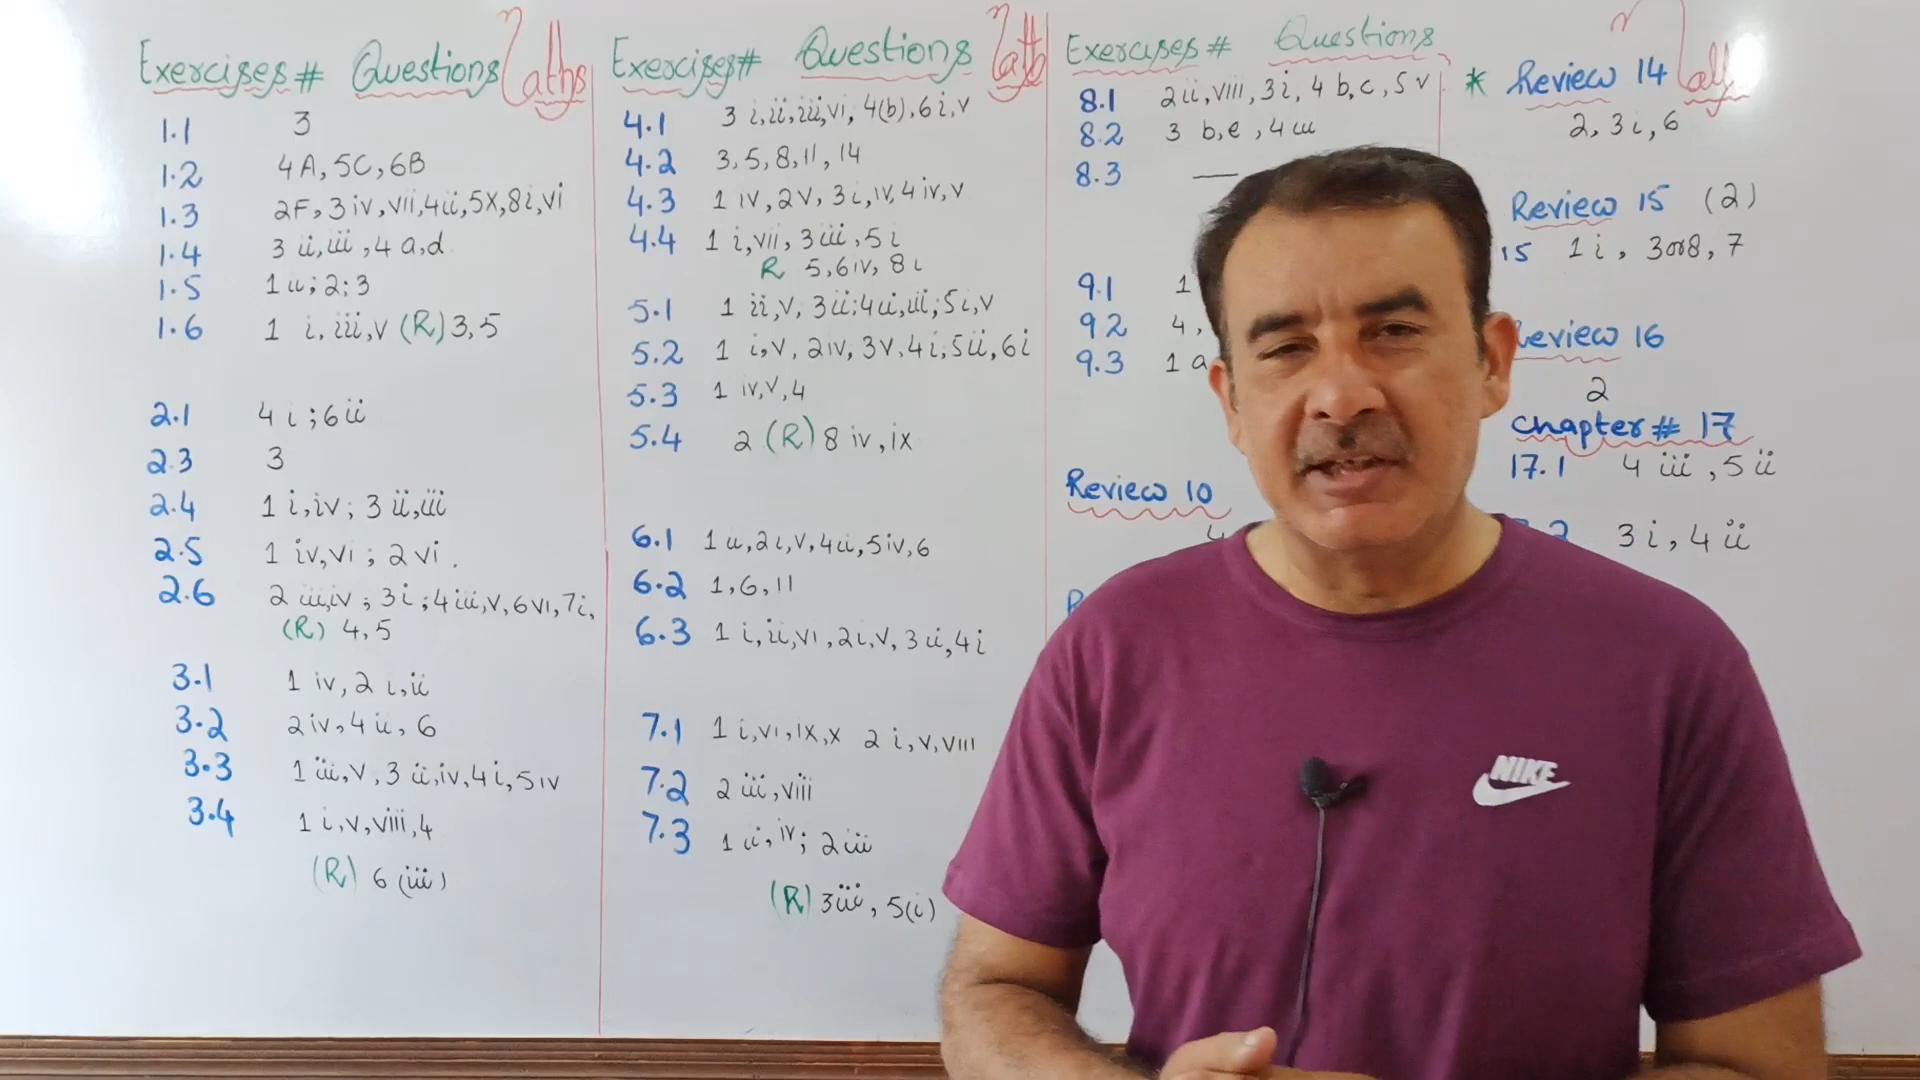 Exercises# Questions Maths
1.1 3
1.2 4A, 5C, 6B
1.3 2F, 3iv, vii, 4ii, 5X, 8i, vi
1.4 3 ii, iii, 4 a, d
1.5 1 ii; 2; 3
1.6 1 i, iii, v (R) 3, 5
2.1 4 i ; 6 ii
2.3 3
2.4 1 i, iv; 3 ii, iii
2.5 1 iv, vi ; 2 vi .
2.6 2 iii, iv ; 3 i ; 4 iii, v, 6 vi, 7 i,
(R) 4, 5
3.1 1 iv, 2 i, ii
3.2 2 iv, 4 ii, 6
3.3 1 iii, v, 3 ii, iv, 4 i, 5 iv
3.4 1 i, v, viii, 4
(R) 6 (iii)
Exercises# Questions Math
4.1 3 i, ii, iii, vi, 4(b), 6 i, v
4.2 3, 5, 8, 11, 14
4.3 1 iv, 2v, 3 i, iv, 4 iv, v
4.4 1 i, vii, 3 iii, 5 i
R 5, 6 iv, 8 i
5.1 1 ii, v, 3 ii; 4 ii, iii; 5 i, v
5.2 1 i, v, 2 iv, 3 v, 4 i, 5 ii, 6 i
5.3 1 iv, v, 4
5.4 2 (R) 8 iv, ix
6.1 1 ii, 2 i, v, 4 ii, 5 iv, 6
6.2 1, 6, 11
6.3 1 i, ii, vi, 2 i, v, 3 ii, 4 i
7.1 1 i, vi, ix, x 2 i, v, viii
7.2 2 iii, viii
7.3 1 ii, iv; 2 iii
(R) 3 iii, 5(i)
Exercises# Questions
8.1 2 ii, viii, 3 i, 4 b, c, 5 v
8.2 3 b, e , 4 iii
8.3 —
9.1 1
9.2 4,
9.3 1 a
Review 10
4
* Review 14 Maths
2, 3 i, 6
Review 15 (2)
15 1 i, 3 or 8, 7
Review 16
2
Chapter # 17
17.1 4 iii, 5 ii
3 i, 4 ii
NIKE